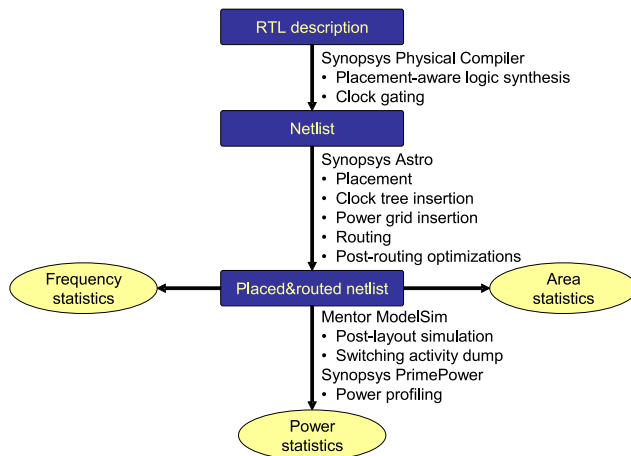 RTL description
Synopsys Physical Compiler
• Placement-aware logic synthesis
• Clock gating
Netlist
Synopsys Astro
• Placement
• Clock tree insertion
• Power grid insertion
• Routing
• Post-routing optimizations
Frequency
statistics
Placed&routed netlist
Area
statistics
Mentor ModelSim
• Post-layout simulation
• Switching activity dump
Synopsys PrimePower
• Power profiling
Power
statistics